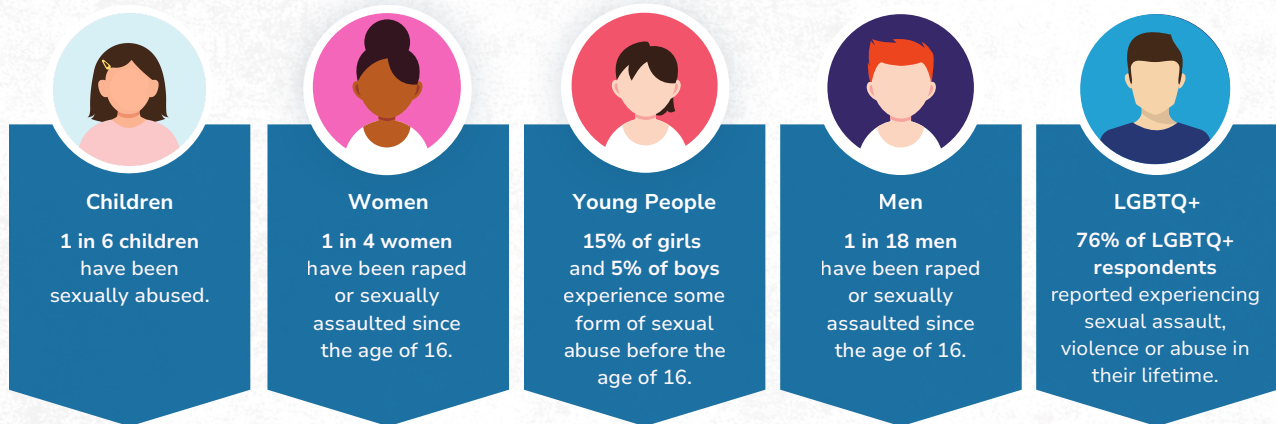 Children
1 in 6 children
have been
sexually abused.
Women
1 in 4 women
have been raped
or sexually
assaulted since
the age of 16.
Young People
15% of girls
and 5% of boys
experience some
form of sexual
abuse before the
age of 16.
Men
1 in 18 men
have been raped
or sexually
assaulted since
the age of 16.
LGBTQ+
76% of LGBTQ+
respondents
reported experiencing
sexual assault,
violence or abuse in
their lifetime.